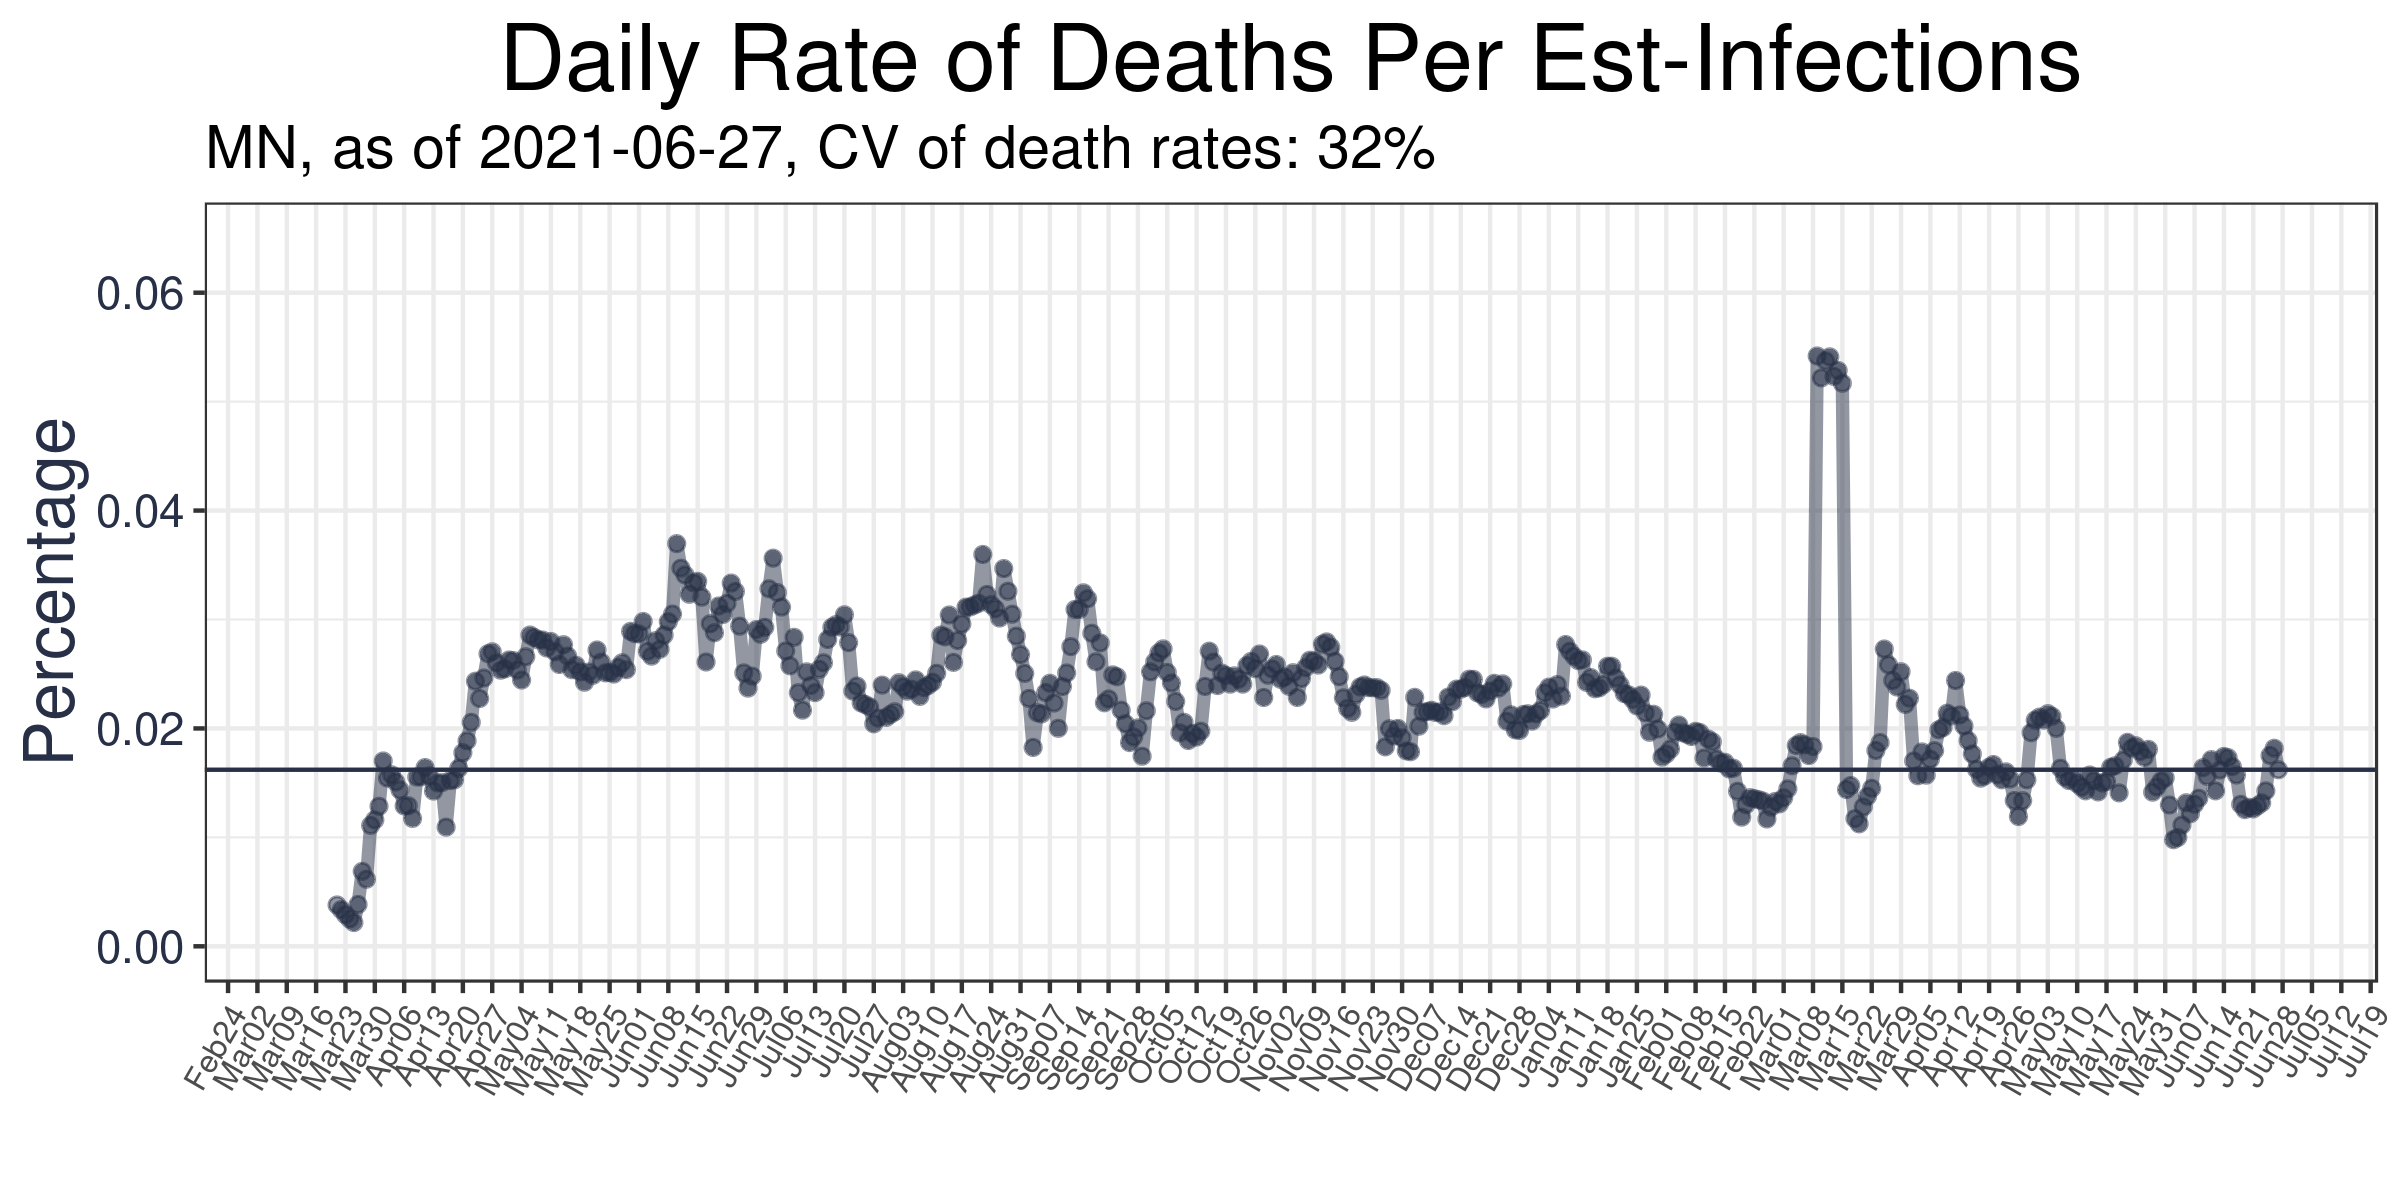 Daily Rate of Deaths Per Est-Infections
MN, as of 2021-06-27, CV of death rates: 32%
Percentage
0.06
0.04
0.02
0.00
Feb24
Mar02
Mar09
Mar16
Mar23
Mar30
Apr06
Apr13
Apr20
Apr27
May04
May11
May18
May25
Jun01
Jun08
Jun15
Jun22
Jun29
Jul06
Jul13
Jul20
Jul27
Aug03
Aug10
Aug17
Aug24
Aug31
Sep07
Sep14
Sep21
Sep28
Oct05
Oct12
Oct19
Oct26
Nov02
Nov09
Nov16
Nov23
Nov30
Dec07
Dec14
Dec21
Dec28
Jan04
Jan11
Jan18
Jan25
Feb01
Feb08
Feb15
Feb22
Mar01
Mar08
Mar15
Mar22
Mar29
Apr05
Apr12
Apr19
Apr26
May03
May10
May17
May24
May31
Jun07
Jun14
Jun21
Jun28
Jul05
Jul12
Jul19